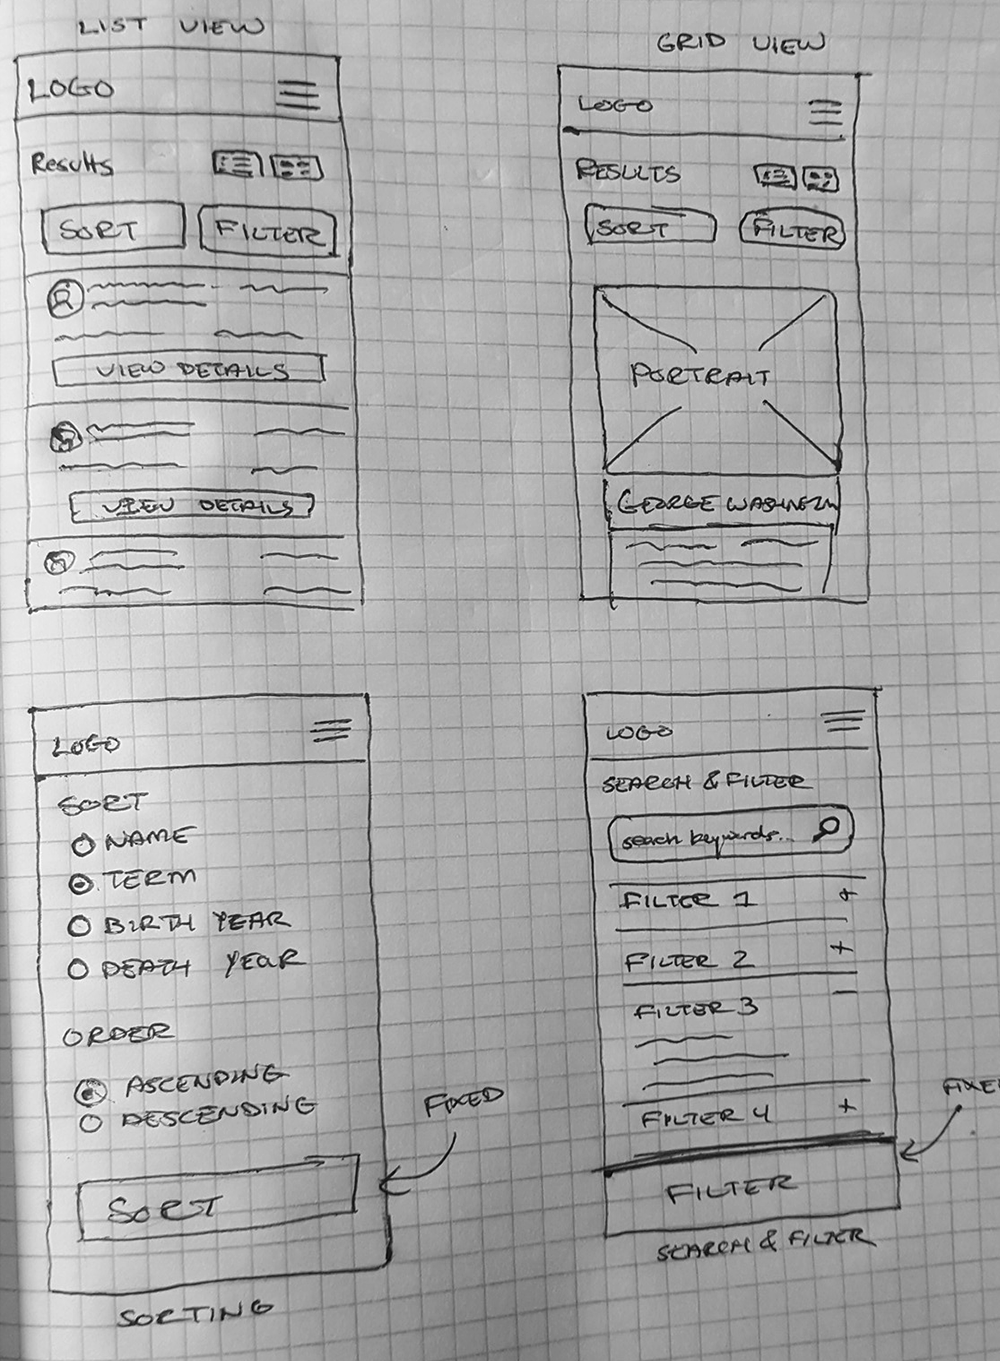 LIST VIEW
LOGO
Results
SORT FILTER
VIEW DETAILS
VIEW DETAILS
GRID VIEW
LOGO
RESULTS
SORT FILTER
PORTRAIT
GEORGE
LOGO
SORT
NAME
TERM
BIRTH YEAR
DEATH YEAR
ORDER
ASCENDING
DESCENDING
FIXED
SORT
SORTING
LOGO
SEARCH & FILTER
search keywords...
FILTER 1 +
FILTER 2 +
FILTER 3 –
FILTER 4 +
FIXE
FILTER
SEARCH & FILTER